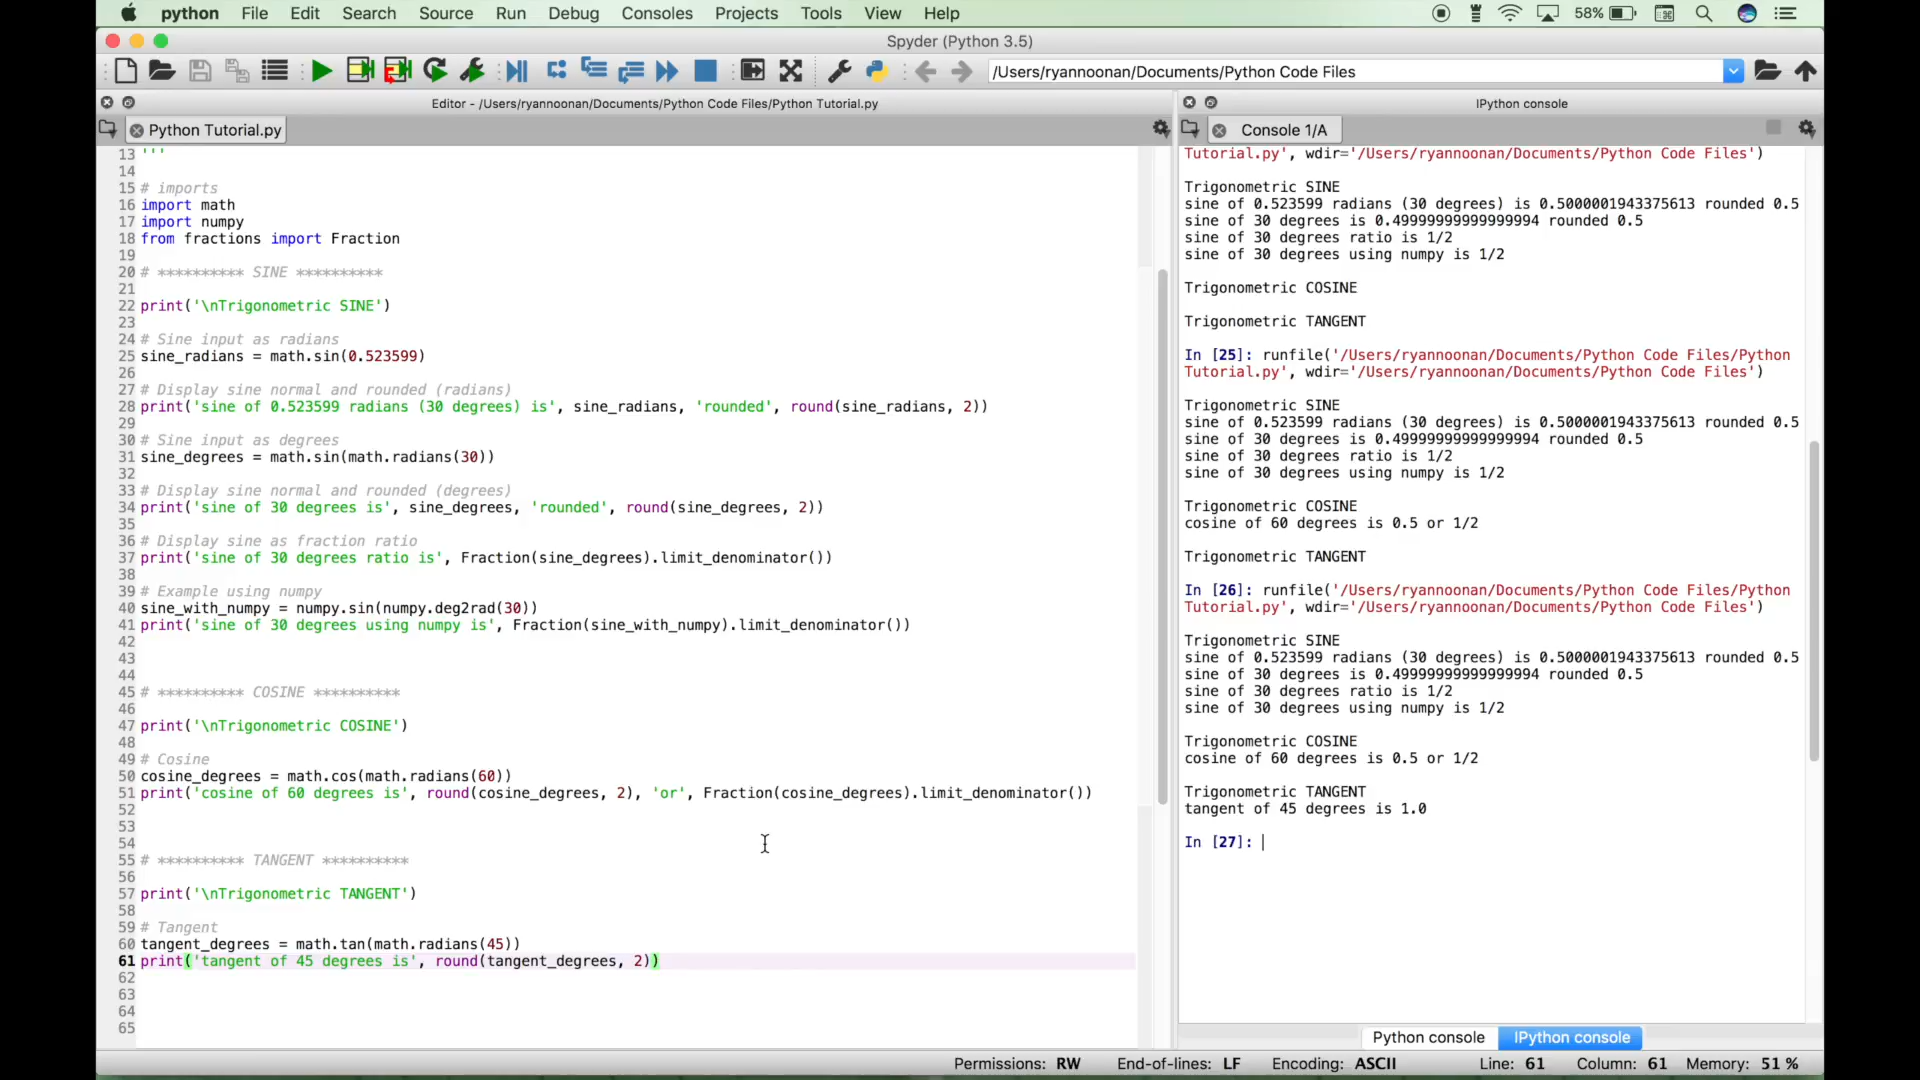 python File Edit Search Source Run Debug Consoles Projects Tools View Help 58%
Spyder (Python 3.5)
/Users/ryannoonan/Documents/Python Code Files
Editor - /Users/ryannoonan/Documents/Python Code Files/Python Tutorial.py
Python Tutorial.py
13 '''
14
15 # imports
16 import math
17 import numpy
18 from fractions import Fraction
19
20 # ********** SINE **********
21
22 print('\nTrigonometric SINE')
23
24 # Sine input as radians
25 sine_radians = math.sin(0.523599)
26
27 # Display sine normal and rounded (radians)
28 print('sine of 0.523599 radians (30 degrees) is', sine_radians, 'rounded', round(sine_radians, 2))
29
30 # Sine input as degrees
31 sine_degrees = math.sin(math.radians(30))
32
33 # Display sine normal and rounded (degrees)
34 print('sine of 30 degrees is', sine_degrees, 'rounded', round(sine_degrees, 2))
35
36 # Display sine as fraction ratio
37 print('sine of 30 degrees ratio is', Fraction(sine_degrees).limit_denominator())
38
39 # Example using numpy
40 sine_with_numpy = numpy.sin(numpy.deg2rad(30))
41 print('sine of 30 degrees using numpy is', Fraction(sine_with_numpy).limit_denominator())
42
43
44
45 # ********** COSINE **********
46
47 print('\nTrigonometric COSINE')
48
49 # Cosine
50 cosine_degrees = math.cos(math.radians(60))
51 print('cosine of 60 degrees is', round(cosine_degrees, 2), 'or', Fraction(cosine_degrees).limit_denominator())
52
53
54
55 # ********** TANGENT **********
56
57 print('\nTrigonometric TANGENT')
58
59 # Tangent
60 tangent_degrees = math.tan(math.radians(45))
61 print('tangent of 45 degrees is', round(tangent_degrees, 2))
62
63
64
65
IPython console
Console 1/A
Tutorial.py', wdir='/Users/ryannoonan/Documents/Python Code Files')
Trigonometric SINE
sine of 0.523599 radians (30 degrees) is 0.5000001943375613 rounded 0.5
sine of 30 degrees is 0.49999999999999994 rounded 0.5
sine of 30 degrees ratio is 1/2
sine of 30 degrees using numpy is 1/2
Trigonometric COSINE
Trigonometric TANGENT
In [25]: runfile('/Users/ryannoonan/Documents/Python Code Files/Python
Tutorial.py', wdir='/Users/ryannoonan/Documents/Python Code Files')
Trigonometric SINE
sine of 0.523599 radians (30 degrees) is 0.5000001943375613 rounded 0.5
sine of 30 degrees is 0.49999999999999994 rounded 0.5
sine of 30 degrees ratio is 1/2
sine of 30 degrees using numpy is 1/2
Trigonometric COSINE
cosine of 60 degrees is 0.5 or 1/2
Trigonometric TANGENT
In [26]: runfile('/Users/ryannoonan/Documents/Python Code Files/Python
Tutorial.py', wdir='/Users/ryannoonan/Documents/Python Code Files')
Trigonometric SINE
sine of 0.523599 radians (30 degrees) is 0.5000001943375613 rounded 0.5
sine of 30 degrees is 0.49999999999999994 rounded 0.5
sine of 30 degrees ratio is 1/2
sine of 30 degrees using numpy is 1/2
Trigonometric COSINE
cosine of 60 degrees is 0.5 or 1/2
Trigonometric TANGENT
tangent of 45 degrees is 1.0
In [27]:
Python console IPython console
Permissions: RW End-of-lines: LF Encoding: ASCII Line: 61 Column: 61 Memory: 51 %